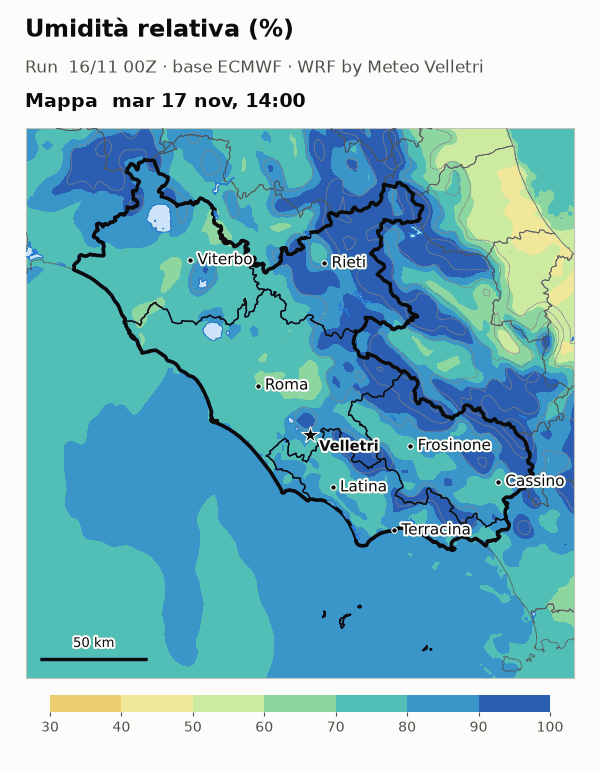 Umidità relativa (%)
Run 16/11 00Z · base ECMWF · WRF by Meteo Velletri
Mappa mar 17 nov, 14:00
Viterbo
Rieti
Roma
Velletri
Frosinone
Latina
Cassino
Terracina
50 km
30 40 50 60 70 80 90 100